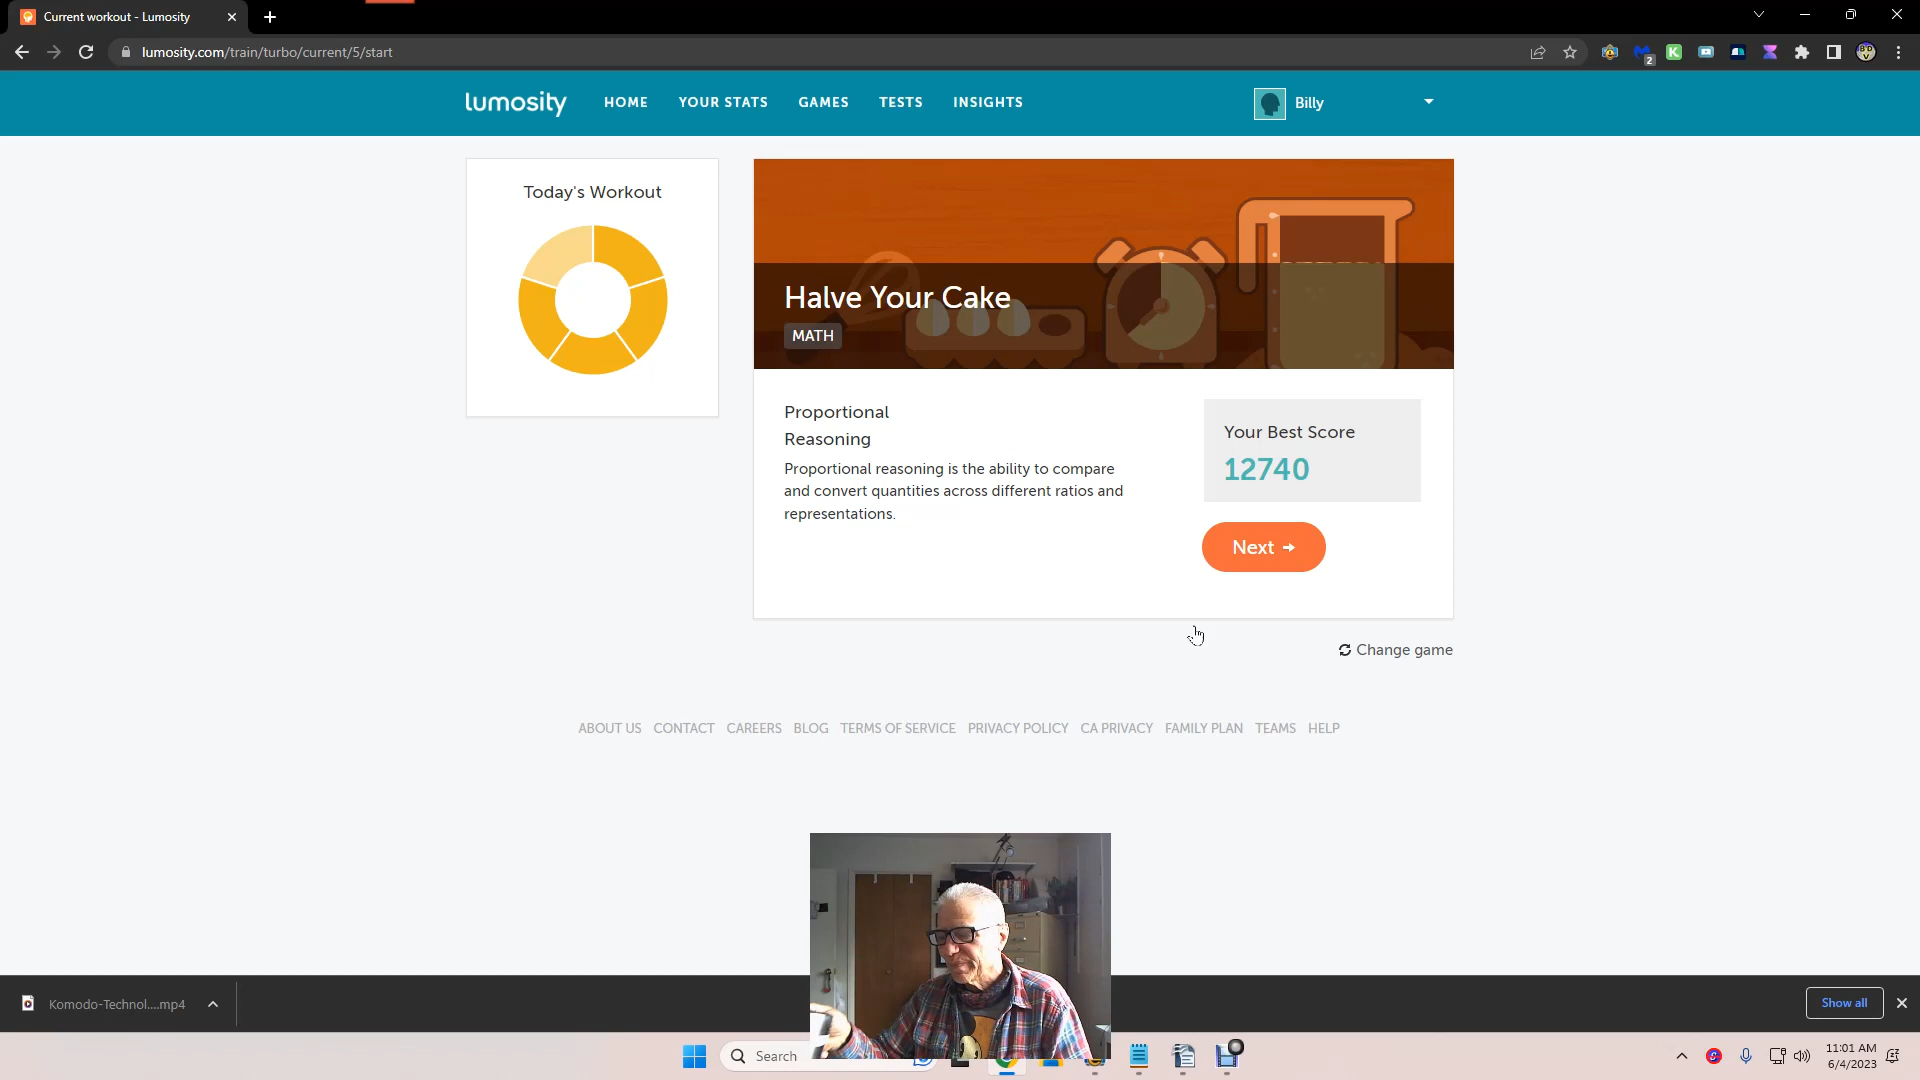 Current workout - Lumosity
lumosity.com/train/turbo/current/5/start
2
lumosity HOME YOUR STATS GAMES TESTS INSIGHTS Billy
Today's Workout
Halve Your Cake
MATH
Proportional
Reasoning
Proportional reasoning is the ability to compare
and convert quantities across different ratios and
representations.
Your Best Score
12740
Next
Change game
ABOUT US CONTACT CAREERS BLOG TERMS OF SERVICE PRIVACY POLICY CA PRIVACY FAMILY PLAN TEAMS HELP
Komodo-Technol....mp4
Show all
Search
11:01 AM
6/4/2023